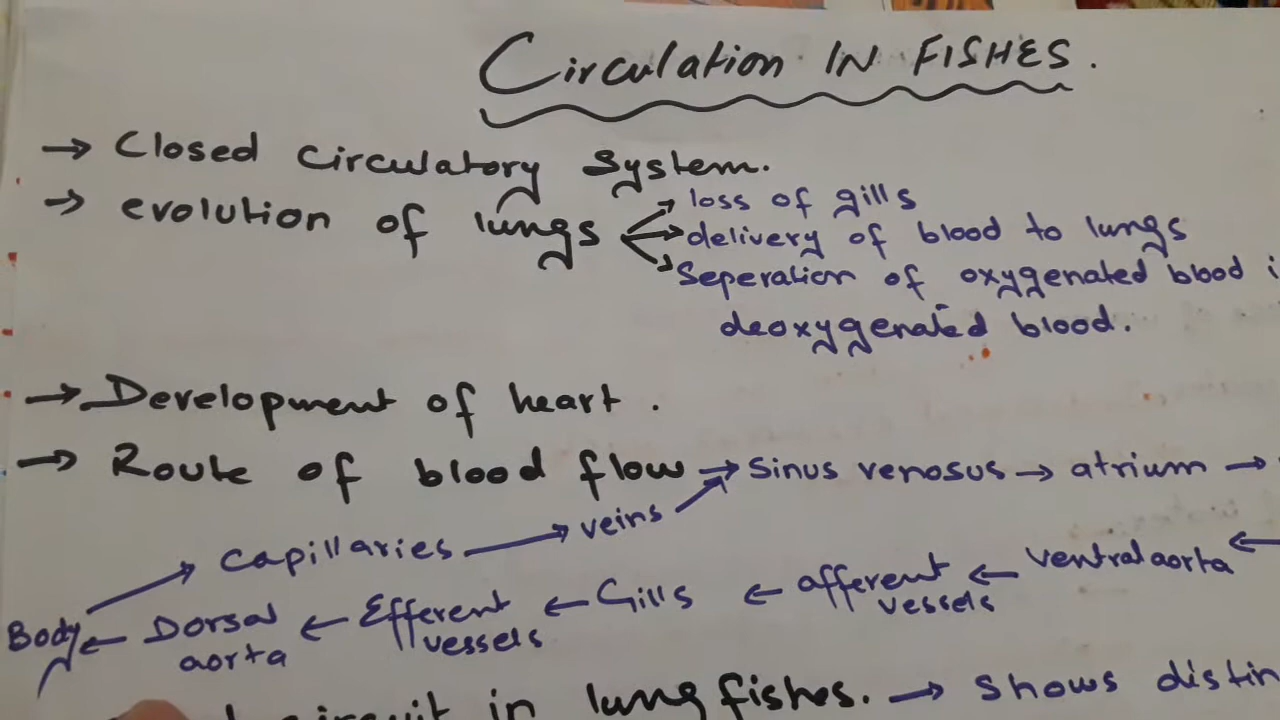 Circulation IN FISHES.
→ Closed circulatory system.
→ evolution of lungs
→ loss of gills
→ delivery of blood to lungs
→ Seperation of oxygenated blood
deoxygenated blood.
→ Development of heart.
→ Route of blood flow → Sinus venosus → atrium →
Capillaries → veins
Body ← Dorsal aorta ← Efferent vessels ← Gills ← afferent vessels ← ventral aorta ←
in lung fishes. → Shows